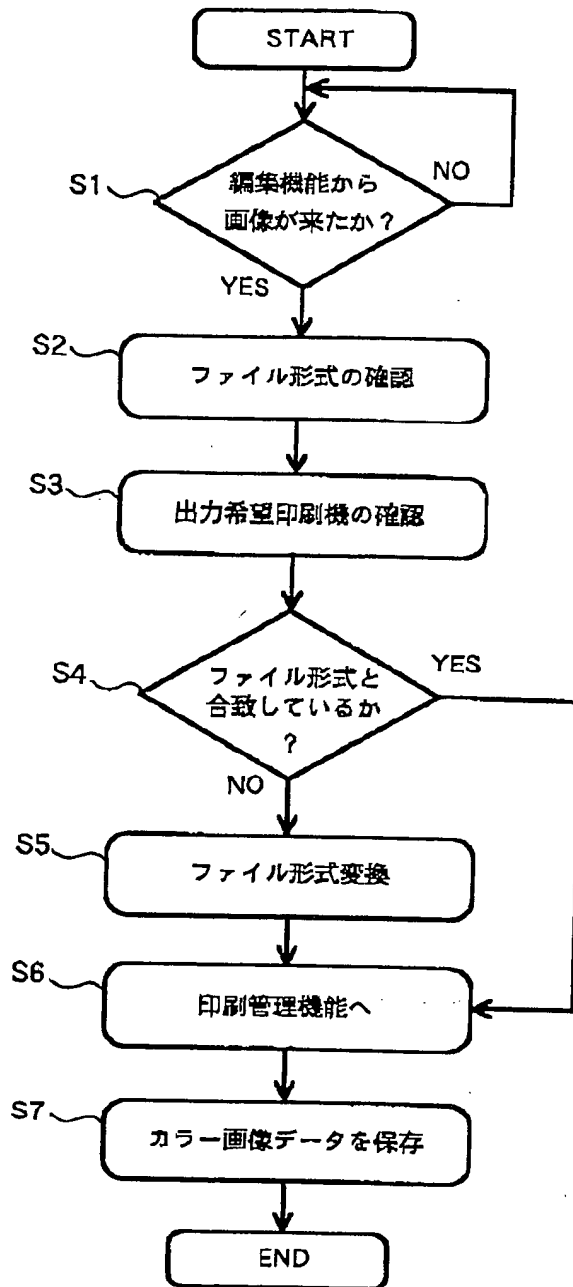 START
S1
編集機能から
画像が来たか？
NO
YES
S2
ファイル形式の確認
S3
出力希望印刷機の確認
S4
ファイル形式と
合致しているか
？
YES
NO
S5
ファイル形式変換
S6
印刷管理機能へ
S7
カラー画像データを保存
END